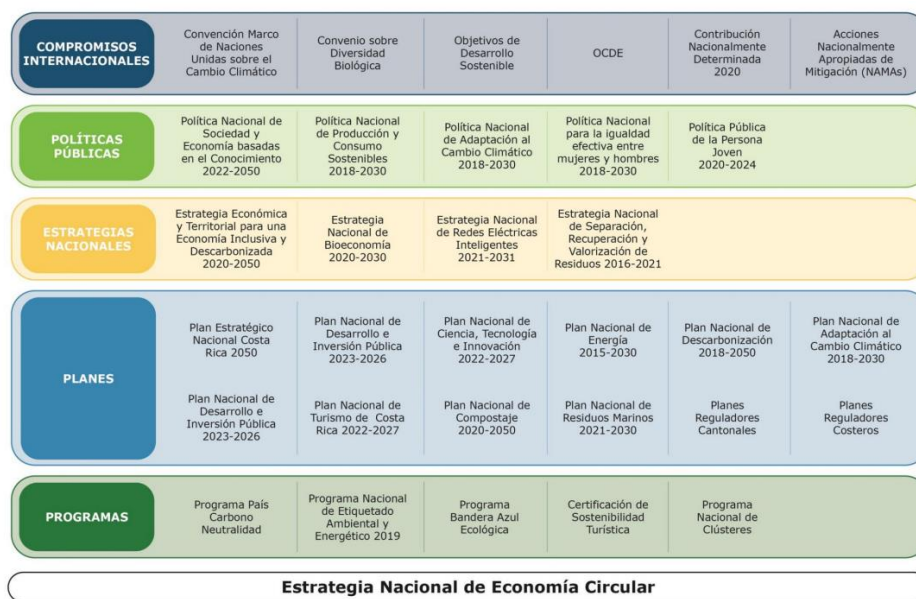 COMPROMISOS
INTERNACIONALES
Convención Marco
de Naciones
Unidas sobre el
Cambio Climático
Convenio sobre
Diversidad
Biológica
Objetivos de
Desarrollo
Sostenible
OCDE
Contribución
Nacionalmente
Determinada
2020
Acciones
Nacionalmente
Apropiadas de
Mitigación (NAMAs)
POLÍTICAS
PÚBLICAS
Política Nacional de
Sociedad y
Economía basadas
en el Conocimiento
2022-2050
Política Nacional
de Producción y
Consumo
Sostenibles
2018-2030
Política Nacional
de Adaptación al
Cambio Climático
2018-2030
Política Nacional
para la igualdad
efectiva entre
mujeres y hombres
2018-2030
Política Pública
de la Persona
Joven
2020-2024
ESTRATEGIAS
NACIONALES
Estrategia Económica
y Territorial para una
Economía Inclusiva y
Descarbonizada
2020-2050
Estrategia
Nacional de
Bioeconomía
2020-2030
Estrategia Nacional
de Redes Eléctricas
Inteligentes
2021-2031
Estrategia Nacional
de Separación,
Recuperación y
Valorización de
Residuos 2016-2021
PLANES
Plan Estratégico
Nacional Costa
Rica 2050
Plan Nacional de
Desarrollo e
Inversión Pública
2023-2026
Plan Nacional de
Ciencia, Tecnología
e Innovación
2022-2027
Plan Nacional de
Energía
2015-2030
Plan Nacional de
Descarbonización
2018-2050
Plan Nacional de
Adaptación al
Cambio Climático
2018-2030
Plan Nacional de
Desarrollo e
Inversión Pública
2023-2026
Plan Nacional de
Turismo de Costa
Rica 2022-2027
Plan Nacional de
Compostaje
2020-2050
Plan Nacional de
Residuos Marinos
2021-2030
Planes
Reguladores
Cantonales
Planes
Reguladores
Costeros
PROGRAMAS
Programa País
Carbono
Neutralidad
Programa Nacional
de Etiquetado
Ambiental y
Energético 2019
Programa
Bandera Azul
Ecológica
Certificación de
Sostenibilidad
Turística
Programa
Nacional de
Clústeres
Estrategia Nacional de Economía Circular